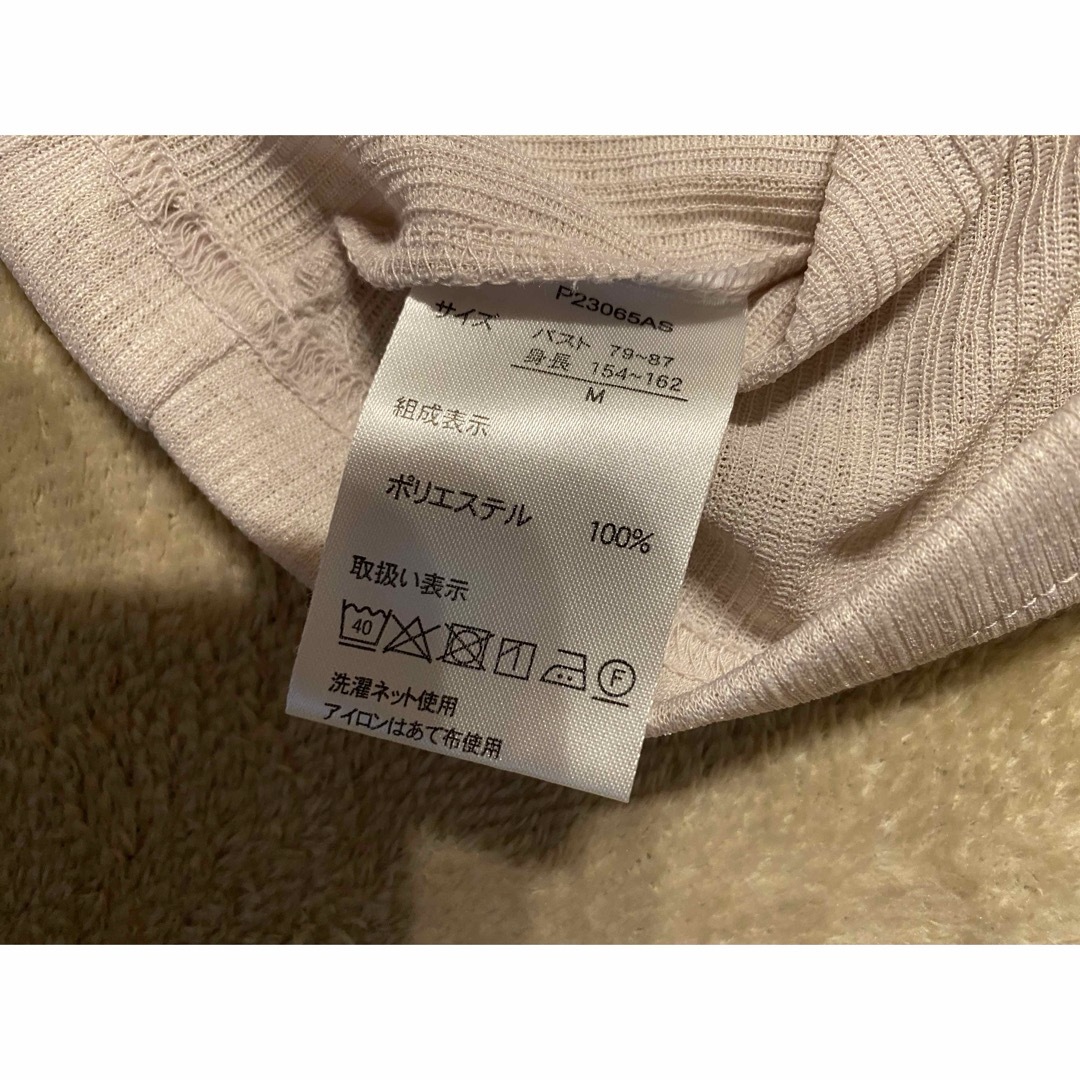 P23065AS
サイズ バスト 79~87
身長 154~162
M
組成表示
ポリエステル 100%
取扱い表示
40 F
洗濯ネット使用
アイロンはあて布使用